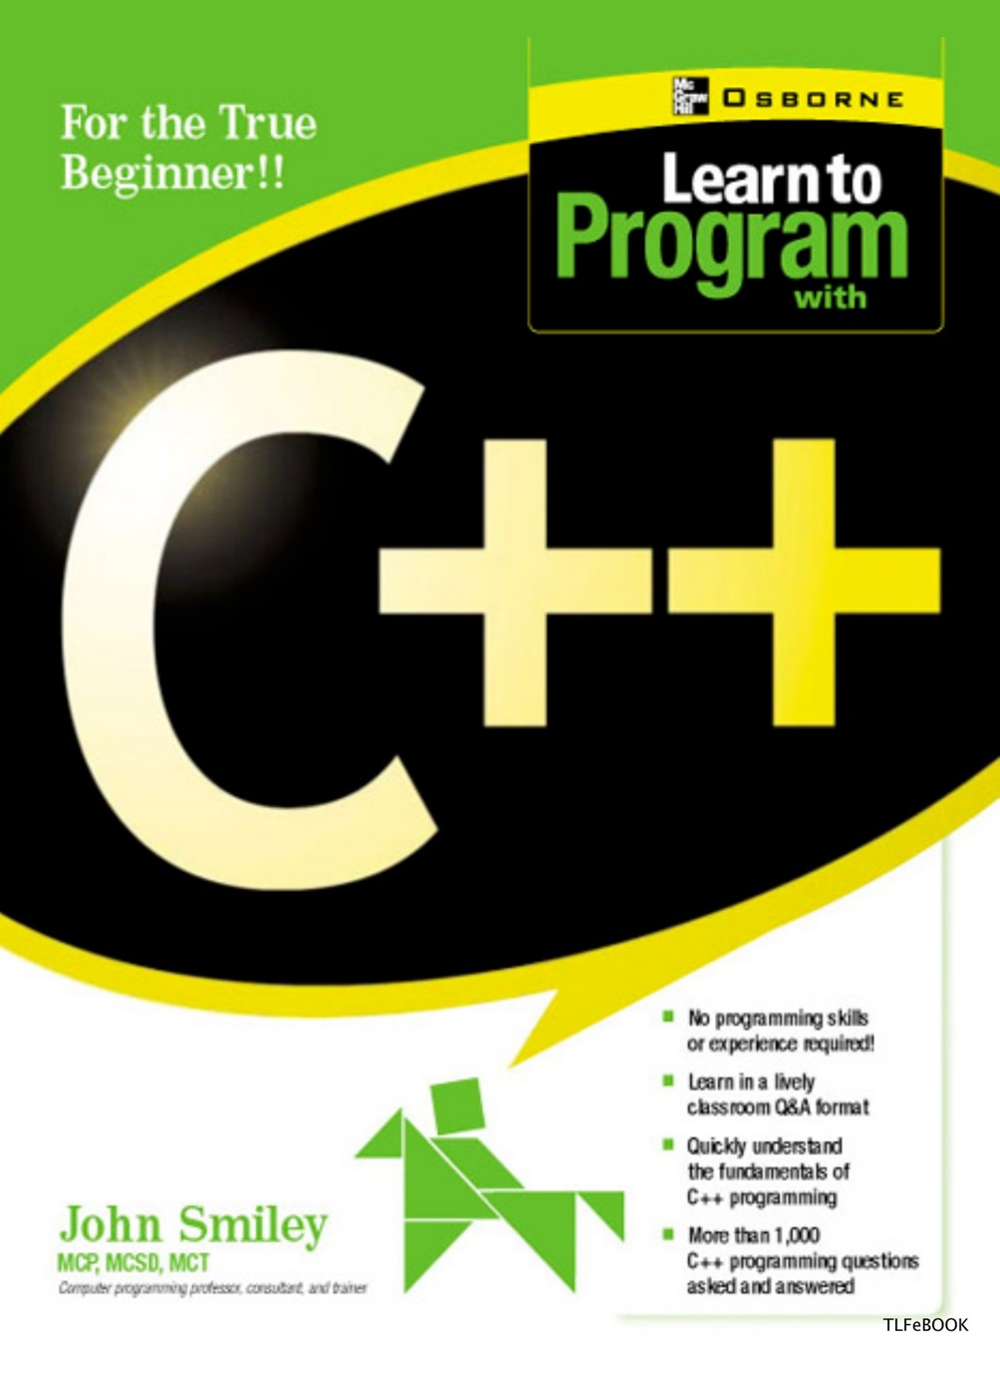 For the True
Beginner!!
Mc
Graw
Hill
OSBORNE
Learn to
Program
with
C++
No programming skills
or experience required!
Learn in a lively
classroom Q&A format
Quickly understand
the fundamentals of
C++ programming
More than 1,000
C++ programming questions
asked and answered
John Smiley
MCP, MCSD, MCT
Computer programming professor, consultant, and trainer
TLFeBOOK